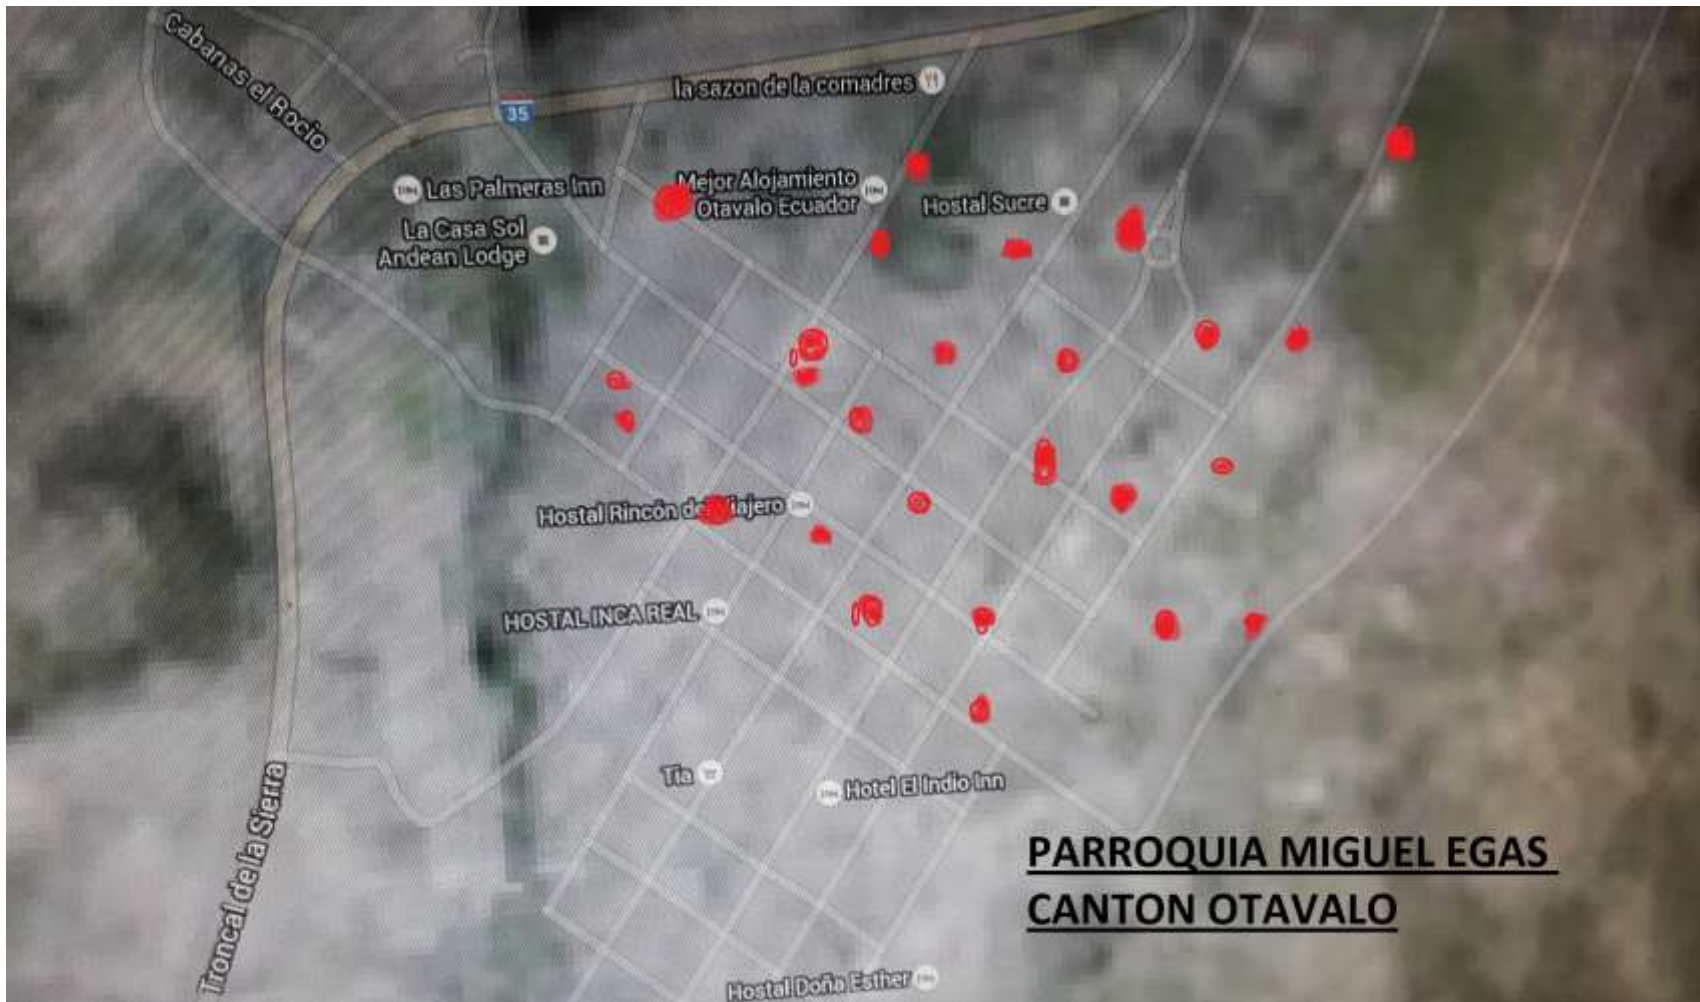 Cabanas el Rocio
35
la sazon de la comadres
Las Palmeras Inn
Mejor Alojamiento
Otavalo Ecuador
Hostal Sucre
La Casa Sol
Andean Lodge
Hostal Rincón de Viajero
HOSTAL INCA REAL
Tia
Hotel El Indio Inn
Troncal de la Sierra
PARROQUIA MIGUEL EGAS
CANTON OTAVALO
Hostal Doña Esther